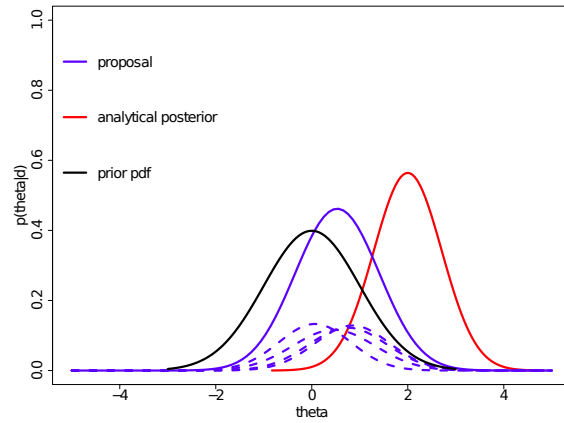 1.0
0.8
0.6
0.4
0.2
0.0
p(theta|d)
proposal
analytical posterior
prior pdf
−4
−2
0
2
4
theta